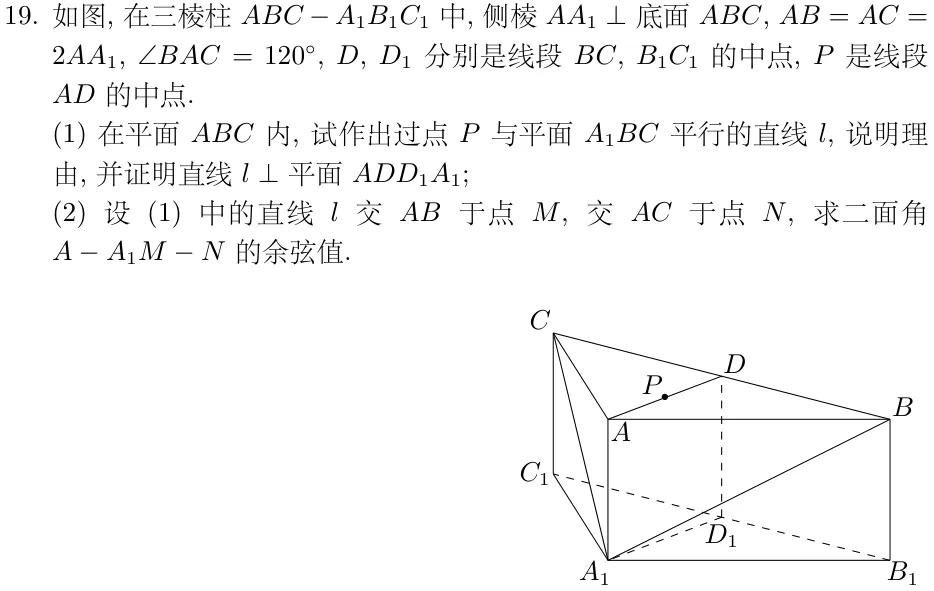 19. 如图, 在三棱柱 ABC − A₁B₁C₁ 中, 侧棱 AA₁ ⊥ 底面 ABC, AB = AC =
2AA₁, ∠BAC = 120°, D, D₁ 分别是线段 BC, B₁C₁ 的中点, P 是线段
AD 的中点.
(1) 在平面 ABC 内, 试作出过点 P 与平面 A₁BC 平行的直线 l, 说明理
由, 并证明直线 l ⊥ 平面 ADD₁A₁;
(2) 设 (1) 中的直线 l 交 AB 于点 M, 交 AC 于点 N, 求二面角
A − A₁M − N 的余弦值.
C
D
P
B
A
C₁
D₁
A₁
B₁